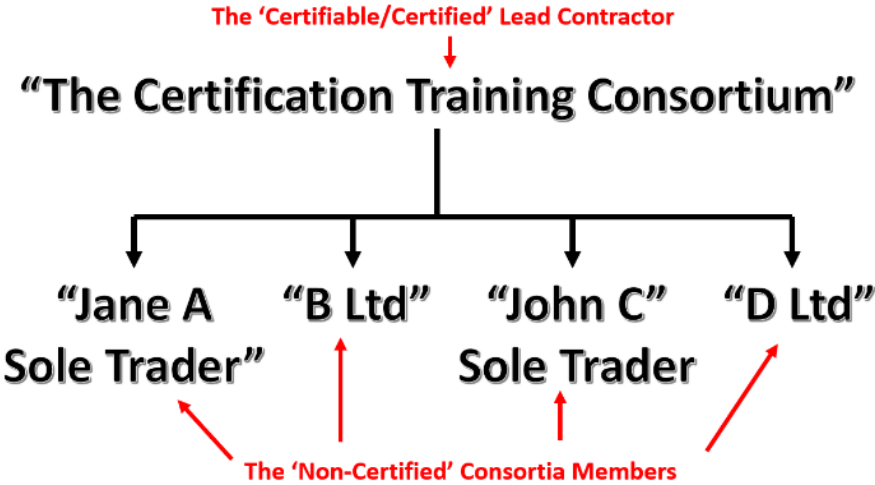 The ‘Certifiable/Certified’ Lead Contractor
“The Certification Training Consortium”
“Jane A
Sole Trader”
“B Ltd”
“John C”
Sole Trader
“D Ltd”
The ‘Non-Certified’ Consortia Members